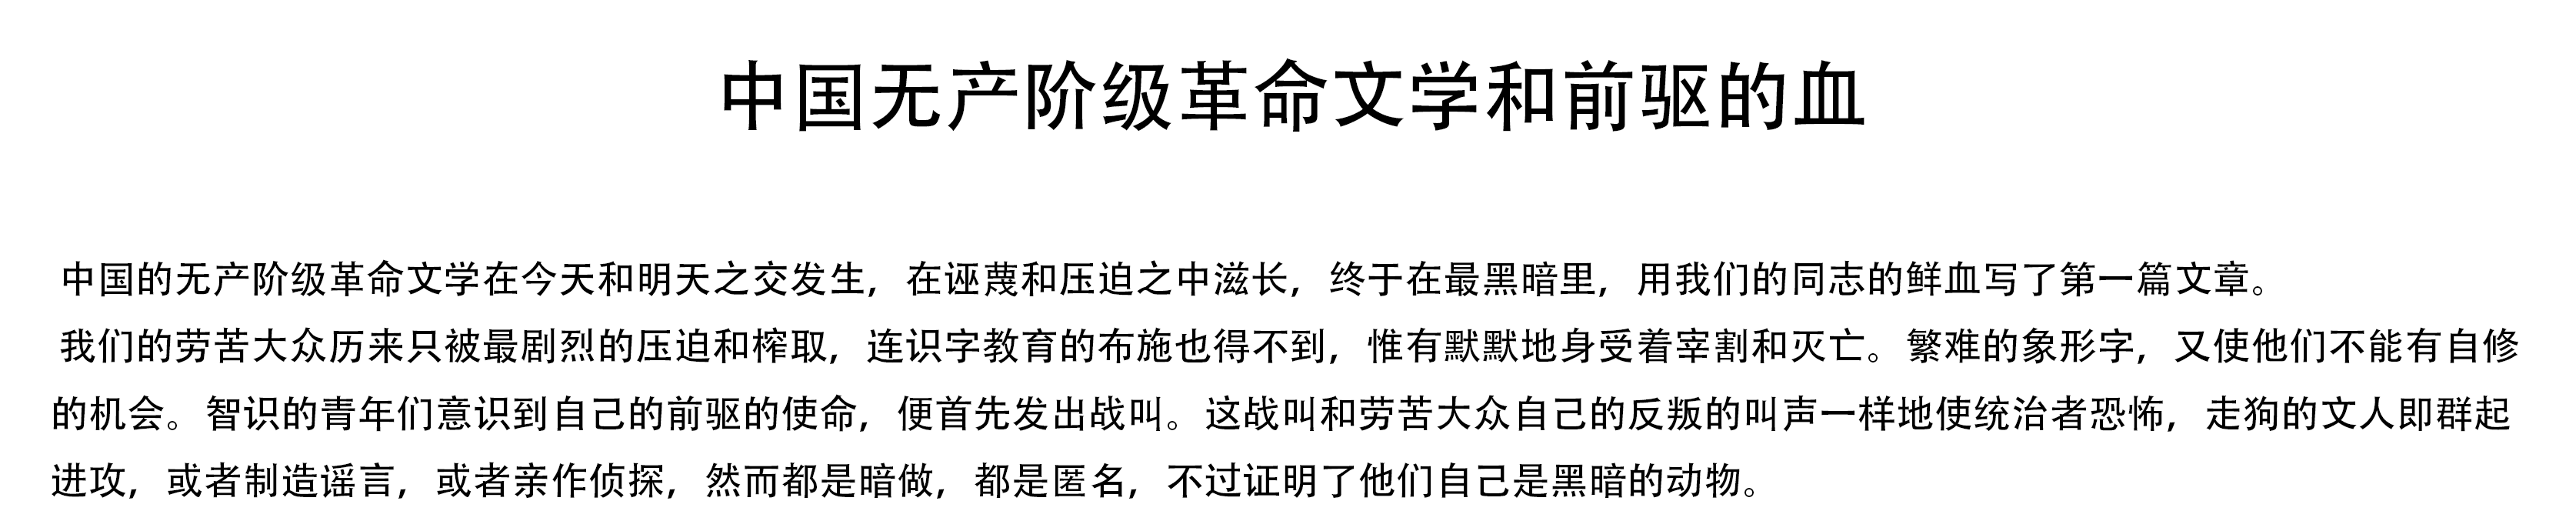 中国无产阶级革命文学和前驱的血
中国的无产阶级革命文学在今天和明天之交发生，在诬蔑和压迫之中滋长，终于在最黑暗里，用我们的同志的鲜血写了第一篇文章。
我们的劳苦大众历来只被最剧烈的压迫和榨取，连识字教育的布施也得不到，惟有默默地身受着宰割和灭亡。繁难的象形字，又使他们不能有自修
的机会。智识的青年们意识到自己的前驱的使命，便首先发出战叫。这战叫和劳苦大众自己的反叛的叫声一样地使统治者恐怖，走狗的文人即群起
进攻，或者制造谣言，或者亲作侦探，然而都是暗做，都是匿名，不过证明了他们自己是黑暗的动物。